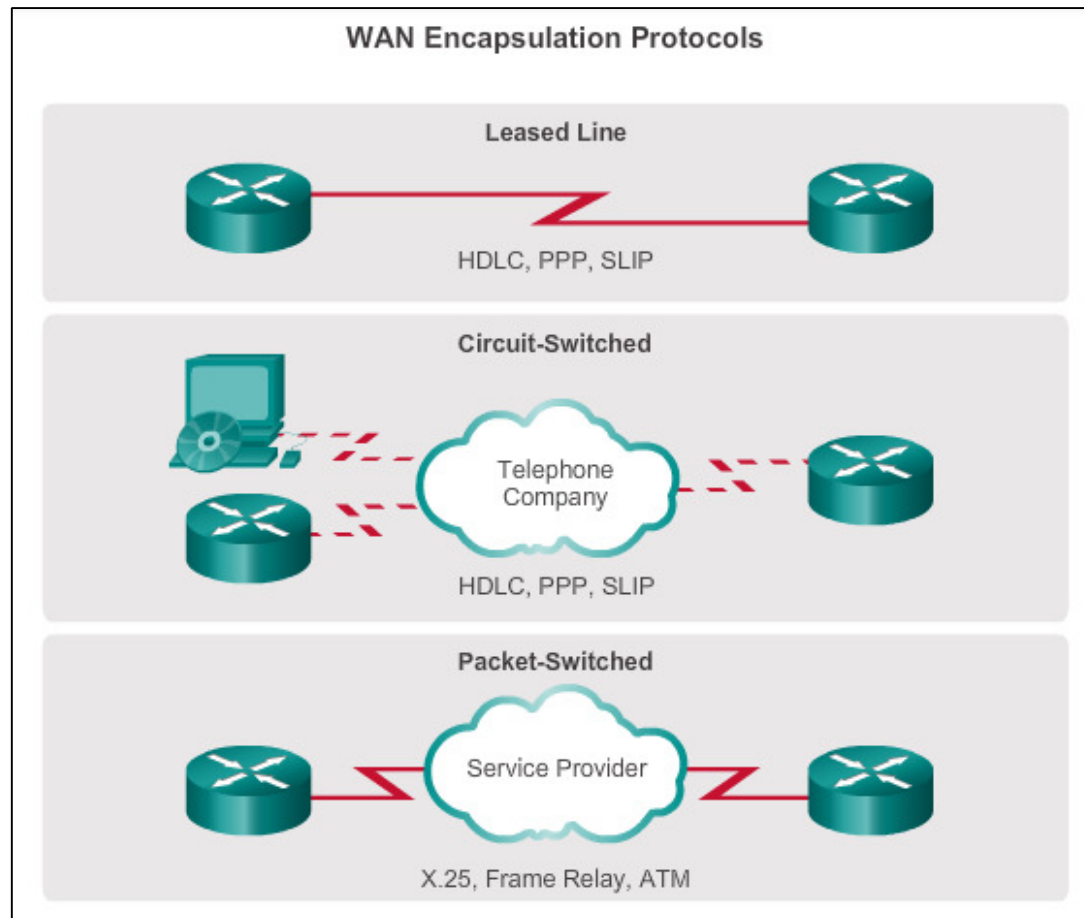 WAN Encapsulation Protocols
Leased Line
HDLC, PPP, SLIP
Circuit-Switched
Telephone
Company
HDLC, PPP, SLIP
Packet-Switched
Service Provider
X.25, Frame Relay, ATM